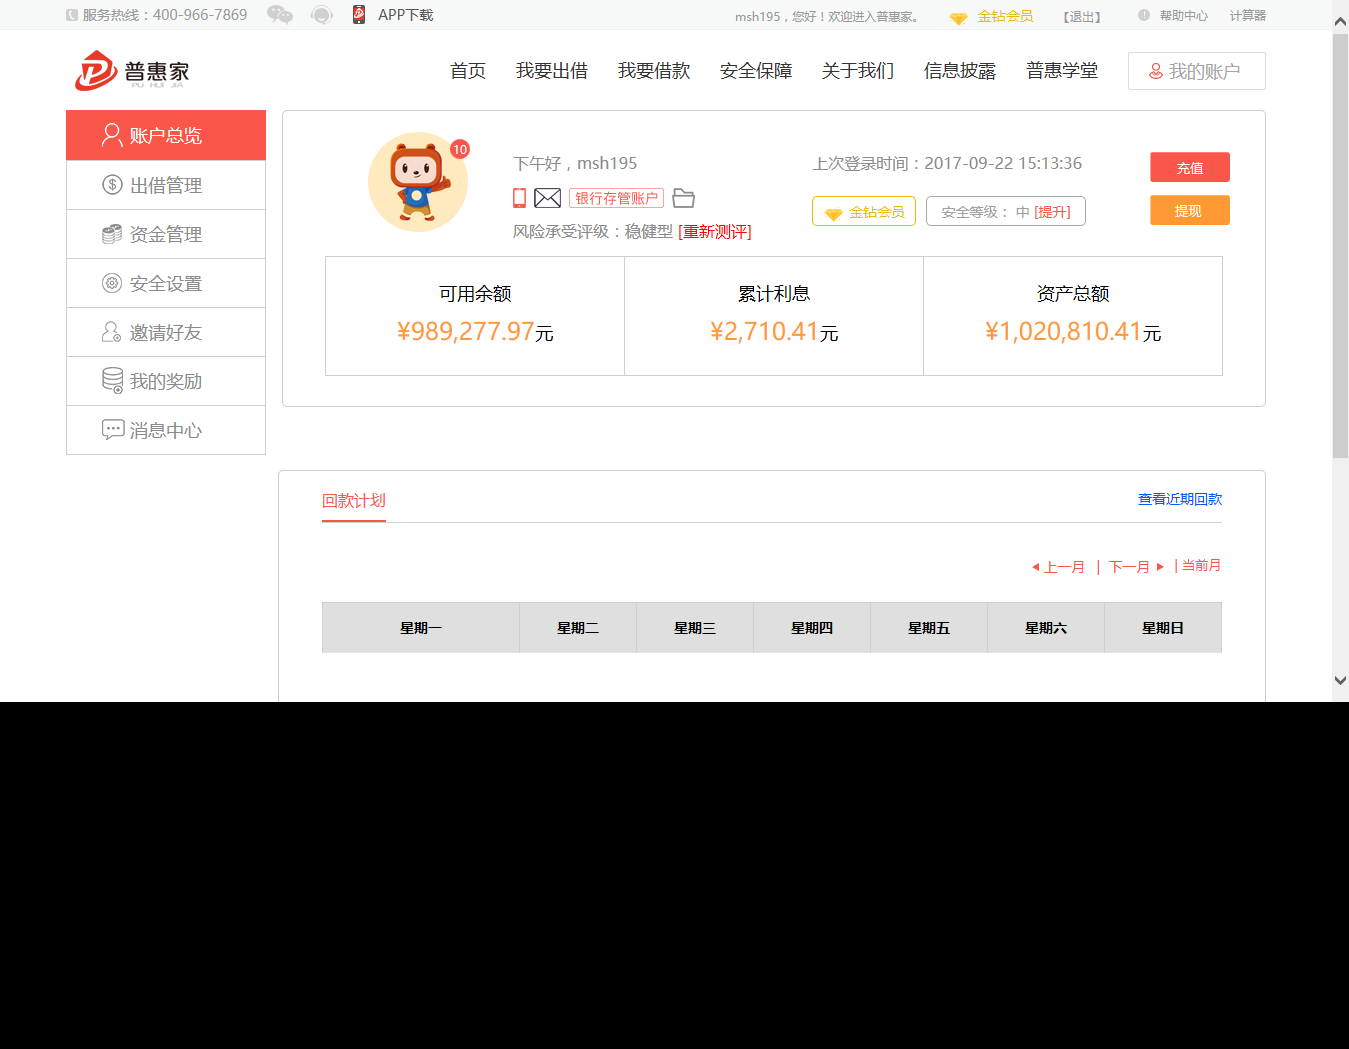 服务热线：400-966-7869 APP下载 msh195，您好！欢迎进入普惠家。 金钻会员 【退出】 帮助中心 计算器
普惠家 首页 我要出借 我要借款 安全保障 关于我们 信息披露 普惠学堂 我的账户
PU HUI JIA
账户总览
出借管理
资金管理
安全设置
邀请好友
我的奖励
消息中心
10
下午好，msh195 上次登录时间：2017-09-22 15:13:36 充值
银行存管账户 金钻会员 安全等级： 中 [提升] 提现
风险承受评级：稳健型 [重新测评]
可用余额 累计利息 资产总额
¥989,277.97元 ¥2,710.41元 ¥1,020,810.41元
回款计划 查看近期回款
上一月 | 下一月 | 当前月
星期一 星期二 星期三 星期四 星期五 星期六 星期日